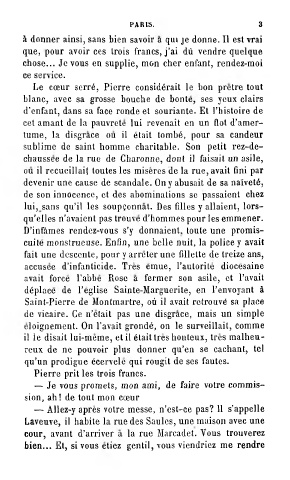 PARIS. 3
à donner ainsi, sans bien savoir à qui je donne. Il est vrai
que, pour avoir ces trois francs, j'ai dû vendre quelque
chose... Je vous en supplie, mon cher enfant, rendez-moi
ce service.
Le cœur serré, Pierre considérait le bon prêtre tout
blanc, avec sa grosse bouche de bonté, ses yeux clairs
d'enfant, dans sa face ronde et souriante. Et l'histoire de
cet amant de la pauvreté lui revenait en un flot d'amer-
tume, la disgrâce où il était tombé, pour sa candeur
sublime de saint homme charitable. Son petit rez-de-
chaussée de la rue de Charonne, dont il faisait un asile,
où il recueillait toutes les misères de la rue, avait fini par
devenir une cause de scandale. On y abusait de sa naïveté,
de son innocence, et des abominations se passaient chez
lui, sans qu'il les soupçonnât. Des filles y allaient, lors-
qu'elles n'avaient pas trouvé d'hommes pour les emmener.
D'infâmes rendez-vous s'y donnaient, toute une promis-
cuité monstrueuse. Enfin, une belle nuit, la police y avait
fait une descente, pour y arrêter une fillette de treize ans,
accusée d'infanticide. Très émue, l'autorité diocésaine
avait forcé l'abbé Rose à fermer son asile, et l'avait
déplacé de l'église Sainte-Marguerite, en l'envoyant à
Saint-Pierre de Montmartre, où il avait retrouvé sa place
de vicaire. Ce n'était pas une disgrâce, mais un simple
éloignement. On l'avait grondé, on le surveillait, comme
il le disait lui-même, et il était très honteux, très malheu-
reux de ne pouvoir plus donner qu'en se cachant, tel
qu'un prodigue écervelé qui rougit de ses fautes.
Pierre prit les trois francs.
— Je vous promets, mon ami, de faire votre commis-
sion, ah! de tout mon cœur
— Allez-y après votre messe, n'est-ce pas? Il s'appelle
Laveuve, il habite la rue des Saules, une maison avec une
cour, avant d'arriver à la rue Marcadet. Vous trouverez
bien... Et, si vous étiez gentil, vous viendriez me rendre